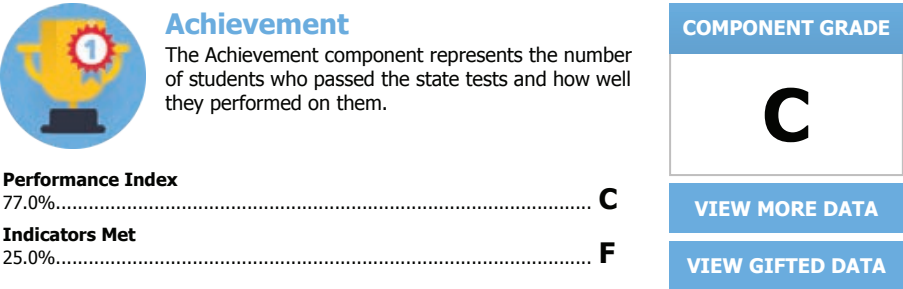 1
Achievement
The Achievement component represents the number
of students who passed the state tests and how well
they performed on them.
Performance Index
77.0%.................................................................................................... C
Indicators Met
25.0%.................................................................................................... F
COMPONENT GRADE
C
VIEW MORE DATA
VIEW GIFTED DATA